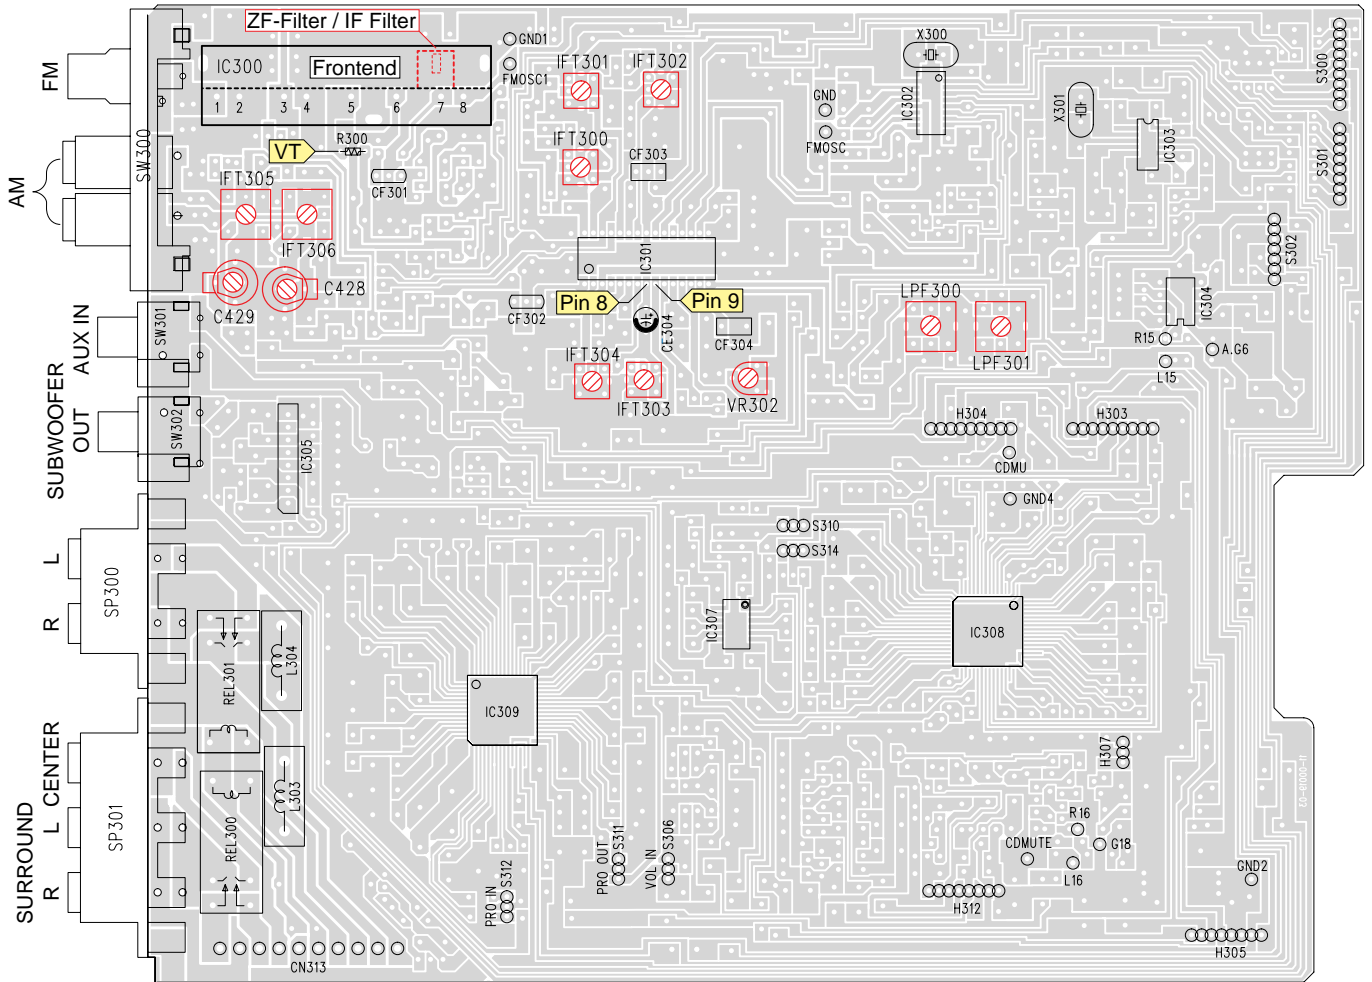 ZF-Filter / IF Filter
GND1
X300
FM
IC300
Frontend
IFT301
IFT302
S300
FMOSC1
1 2 3 4 5 6 7 8
IC302
X301
GND
FMOSC
IC303
SW300
VT
R300
IFT300
CF303
S301
AM
CF301
IFT305
IFT306
IC301
S302
C429
C428
CF302
Pin 8
Pin 9
CE304
CF304
LPF300
LPF301
IC304
R15
L15
A.G6
AUX IN
SW301
IFT304
IFT303
VR302
SUBWOOFER
OUT
SW302
IC305
H304
H303
CDMU
GND4
S310
S314
L
R
SP300
IC307
IC308
REL301
L304
IC309
CENTER
SURROUND
L
R
SP301
L303
REL300
H307
E0-01000-11
R16
CDMUTE
G18
L16
GND2
PRO OUT
S311
VOL IN
S306
PRO IN
S312
H312
CN313
H305